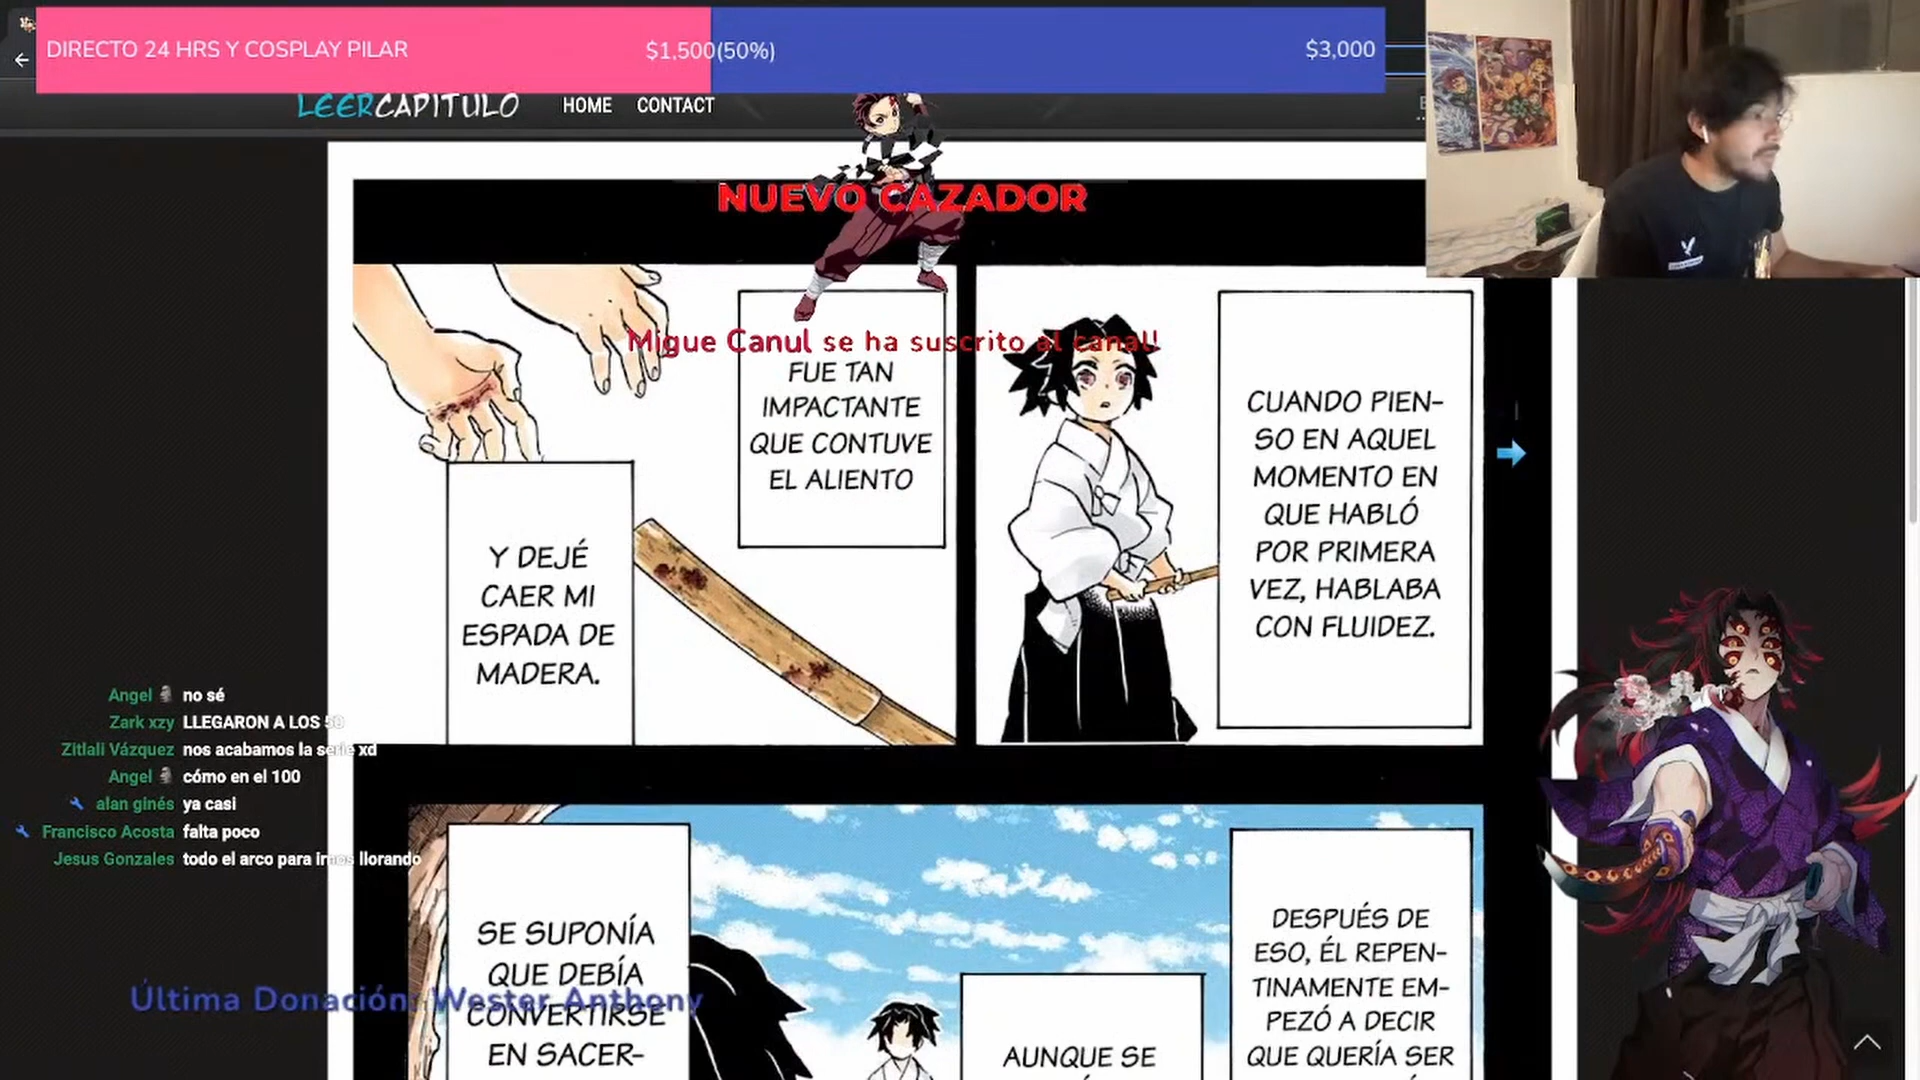 DIRECTO 24 HRS Y COSPLAY PILAR
$1,500(50%)
$3,000
LEERCAPITULO
HOME
CONTACT
NUEVO CAZADOR
Migue Canul se ha suscrito al canal!
CUANDO PIEN-
SO EN AQUEL
MOMENTO EN
QUE HABLÓ
POR PRIMERA
VEZ, HABLABA
CON FLUIDEZ.
FUE TAN
IMPACTANTE
QUE CONTUVE
EL ALIENTO
Y DEJÉ
CAER MI
ESPADA DE
MADERA.
DESPUÉS DE
ESO, ÉL REPEN-
TINAMENTE EM-
PEZÓ A DECIR
QUE QUERÍA SER
AUNQUE SE
SE SUPONÍA
QUE DEBÍA
CONVERTIRSE
EN SACER-
Angel no sé
Zark xzy LLEGARON A LOS 50
Zitlali Vázquez nos acabamos la serie xd
Angel cómo en el 100
alan ginés ya casi
Francisco Acosta falta poco
Jesus Gonzales todo el arco para irnos llorando
Última Donación: Wester Anthony